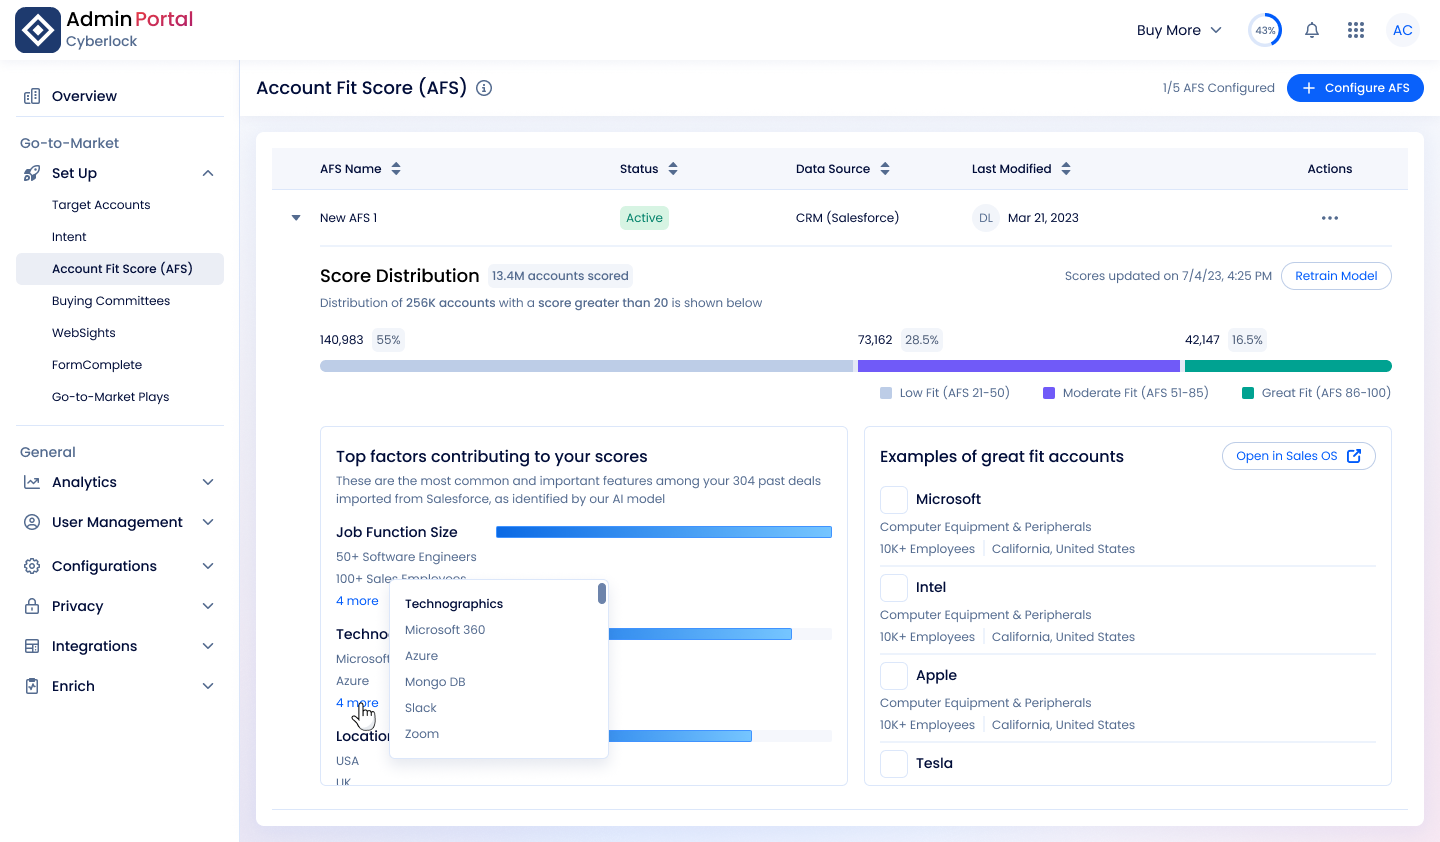 Admin Portal
Cyberlock
Buy More
43%
AC
Overview
Go-to-Market
Set Up
Target Accounts
Intent
Account Fit Score (AFS)
Buying Committees
WebSights
FormComplete
Go-to-Market Plays
General
Analytics
User Management
Configurations
Privacy
Integrations
Enrich
Account Fit Score (AFS)
1/5 AFS Configured
Configure AFS
AFS Name
Status
Data Source
Last Modified
Actions
New AFS 1
Active
CRM (Salesforce)
DL
Mar 21, 2023
Score Distribution
13.4M accounts scored
Scores updated on 7/4/23, 4:25 PM
Retrain Model
Distribution of 256K accounts with a score greater than 20 is shown below
140,983 55%
73,162 28.5%
42,147 16.5%
Low Fit (AFS 21-50)
Moderate Fit (AFS 51-85)
Great Fit (AFS 86-100)
Top factors contributing to your scores
These are the most common and important features among your 304 past deals
imported from Salesforce, as identified by our AI model
Job Function Size
50+ Software Engineers
100+ Sales Employees
4 more
Techno
Microsoft
Azure
4 more
Location
USA
UK
Technographics
Microsoft 360
Azure
Mongo DB
Slack
Zoom
Examples of great fit accounts
Open in Sales OS
Microsoft
Computer Equipment & Peripherals
10K+ Employees
California, United States
Intel
Computer Equipment & Peripherals
10K+ Employees
California, United States
Apple
Computer Equipment & Peripherals
10K+ Employees
California, United States
Tesla